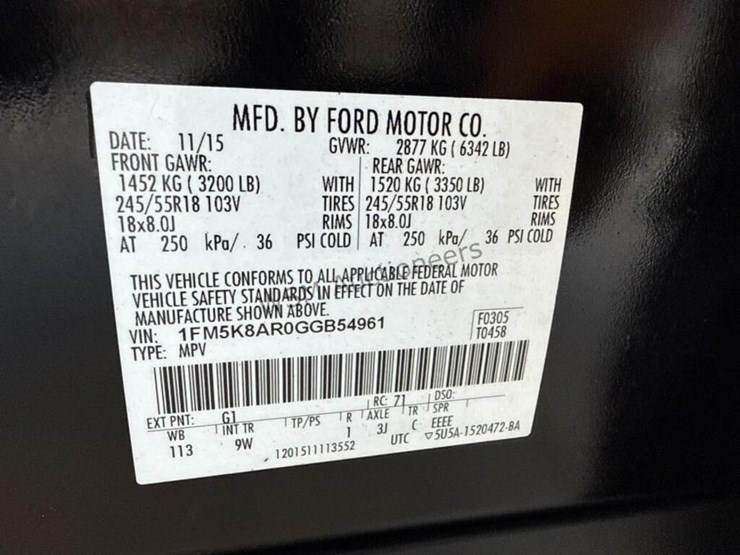 MFD. BY FORD MOTOR CO.
DATE: 11/15 GVWR: 2877 KG ( 6342 LB)
FRONT GAWR: REAR GAWR:
1452 KG ( 3200 LB) WITH 1520 KG ( 3350 LB) WITH
245/55R18 103V TIRES 245/55R18 103V TIRES
18x8.0J RIMS 18x8.0J RIMS
AT 250 kPa/ 36 PSI COLD AT 250 kPa/ 36 PSI COLD
THIS VEHICLE CONFORMS TO ALL APPLICABLE FEDERAL MOTOR
VEHICLE SAFETY STANDARDS IN EFFECT ON THE DATE OF
MANUFACTURE SHOWN ABOVE.
VIN: 1FM5K8AR0GGB54961 F0305
TYPE: MPV T0458
EXT PNT: G1 RC: 71 DSO:
WB INT TR TP/PS R AXLE TR SPR
113 9W 1 3J C EEEE
1201511113552 UTC ▽5U5A-1520472-BA